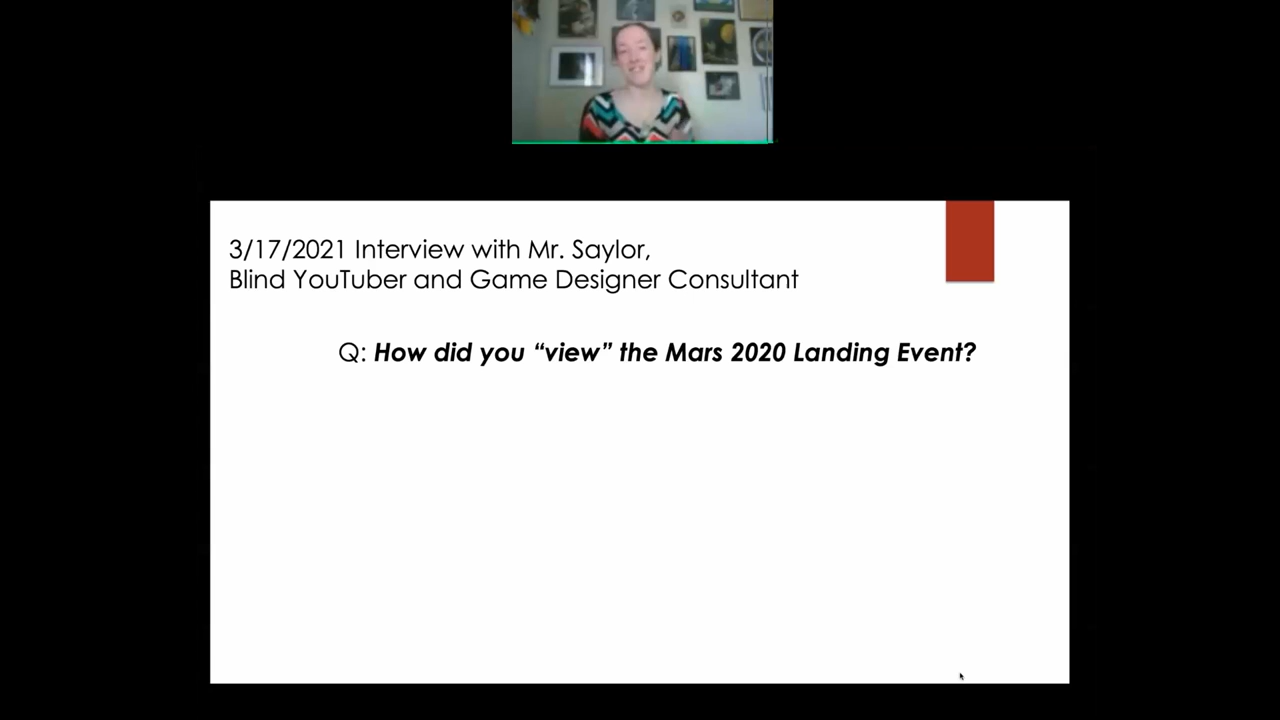 3/17/2021 Interview with Mr. Saylor,
Blind YouTuber and Game Designer Consultant
Q: How did you “view” the Mars 2020 Landing Event?